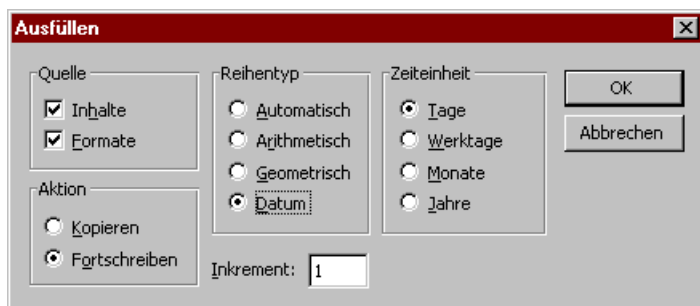 Ausfüllen
Quelle
Inhalte
Formate
Aktion
Kopieren
Fortschreiben
Reihentyp
Automatisch
Arithmetisch
Geometrisch
Datum
Inkrement: 1
Zeiteinheit
Tage
Werktage
Monate
Jahre
OK
Abbrechen